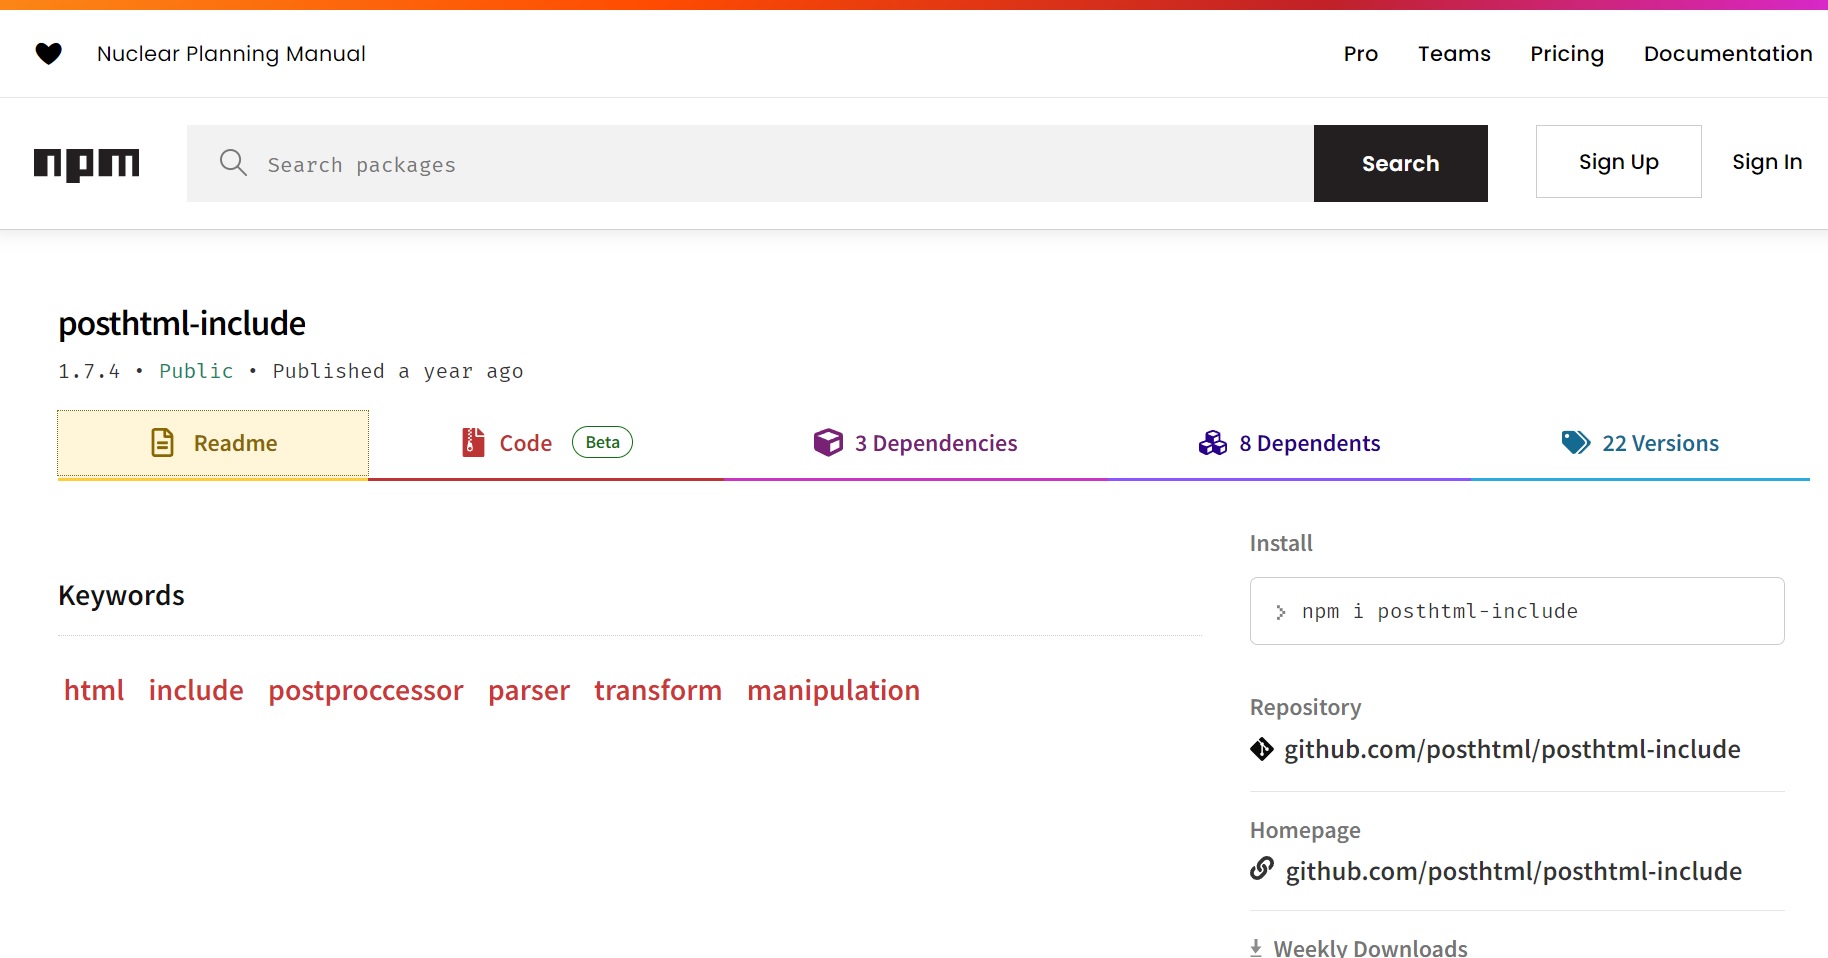 Nuclear Planning Manual
Pro Teams Pricing Documentation
npm
Search packages
Search
Sign Up
Sign In
posthtml-include
1.7.4 • Public • Published a year ago
Readme
Code Beta
3 Dependencies
8 Dependents
22 Versions
Install
npm i posthtml-include
Keywords
html include postproccessor parser transform manipulation
Repository
github.com/posthtml/posthtml-include
Homepage
github.com/posthtml/posthtml-include
Weekly Downloads